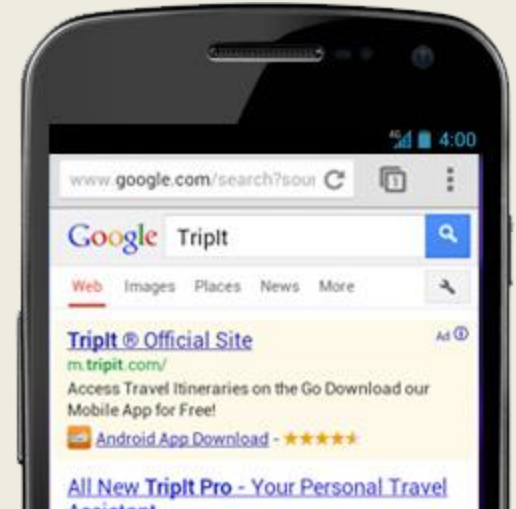 4G 4:00
www.google.com/search?sour
1
Google TripIt
Web Images Places News More
TripIt ® Official Site Ad
m.tripit.com/
Access Travel Itineraries on the Go Download our
Mobile App for Free!
Android App Download -
All New TripIt Pro - Your Personal Travel
Assistant